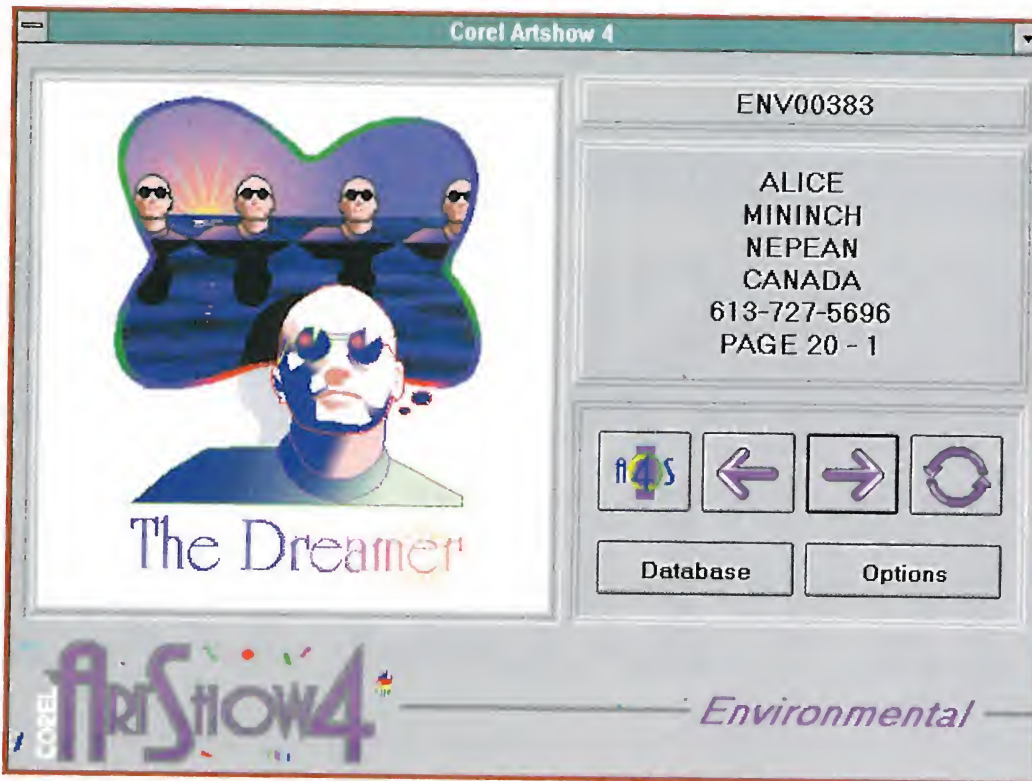 Corel Artshow 4
The Dreamer
ENV00383
ALICE
MININCH
NEPEAN
CANADA
613-727-5696
PAGE 20 - 1
A4S
Database
Options
COREL
ARTSHOW4
Environmental